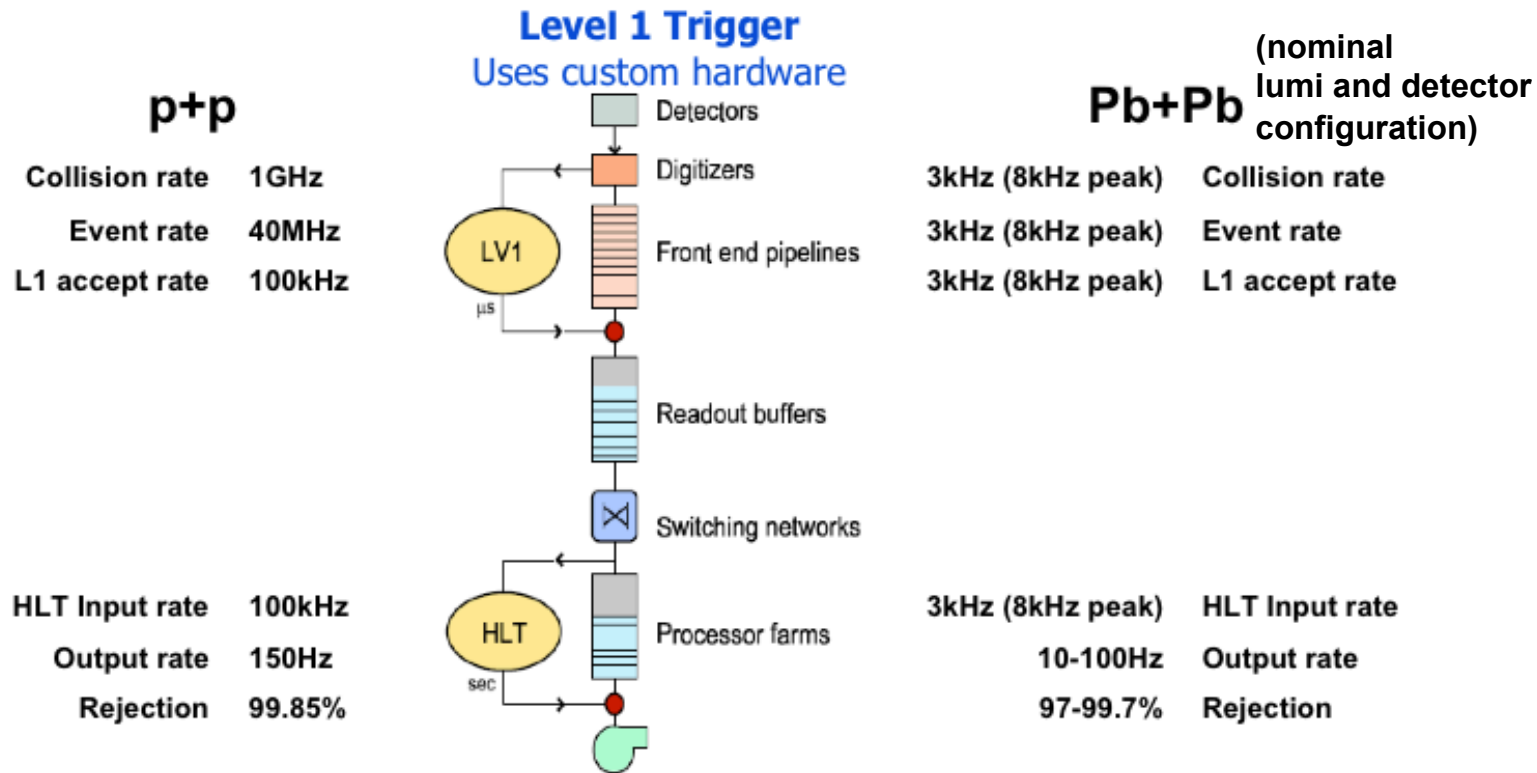 Level 1 Trigger
Uses custom hardware
p+p
Pb+Pb
(nominal
lumi and detector
configuration)
Detectors
Collision rate 1GHz
Digitizers
3kHz (8kHz peak) Collision rate
Event rate 40MHz
LV1
Front end pipelines
3kHz (8kHz peak) Event rate
L1 accept rate 100kHz
3kHz (8kHz peak) L1 accept rate
μs
Readout buffers
Switching networks
HLT Input rate 100kHz
HLT
Processor farms
3kHz (8kHz peak) HLT Input rate
Output rate 150Hz
10-100Hz Output rate
sec
Rejection 99.85%
97-99.7% Rejection